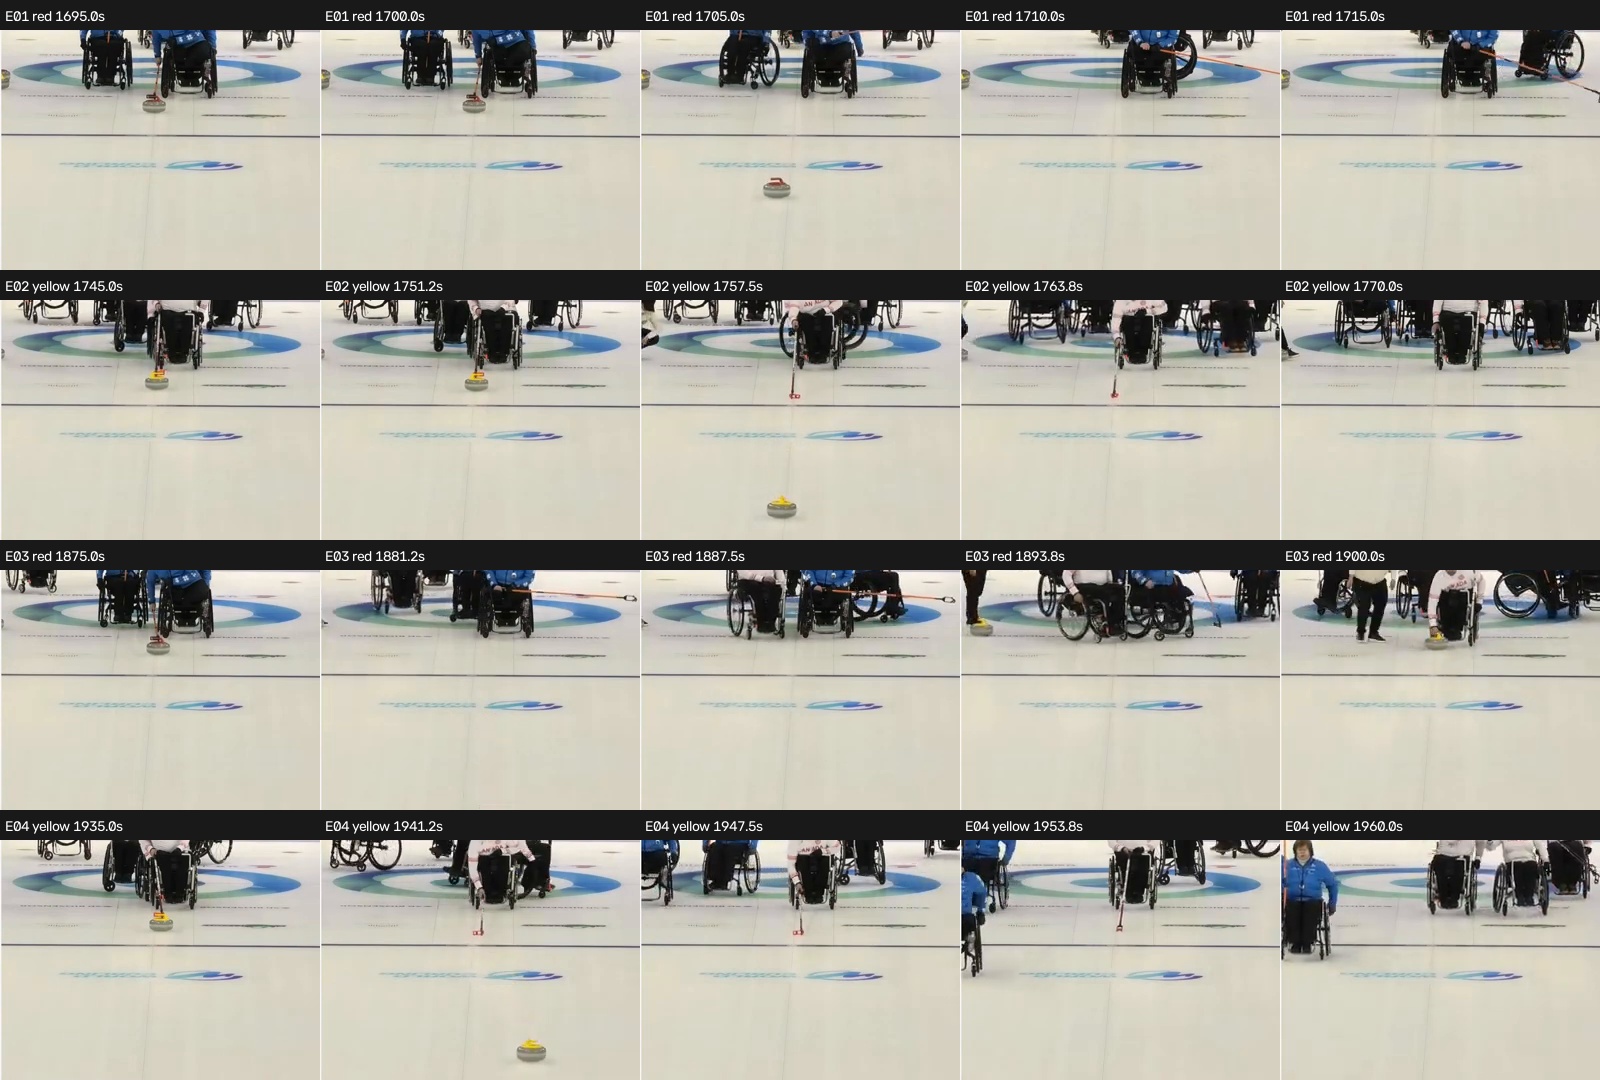 E01 red 1695.0s
E01 red 1700.0s
E01 red 1705.0s
E01 red 1710.0s
E01 red 1715.0s
E02 yellow 1745.0s
E02 yellow 1751.2s
E02 yellow 1757.5s
E02 yellow 1763.8s
E02 yellow 1770.0s
E03 red 1875.0s
E03 red 1881.2s
E03 red 1887.5s
E03 red 1893.8s
E03 red 1900.0s
E04 yellow 1935.0s
E04 yellow 1941.2s
E04 yellow 1947.5s
E04 yellow 1953.8s
E04 yellow 1960.0s